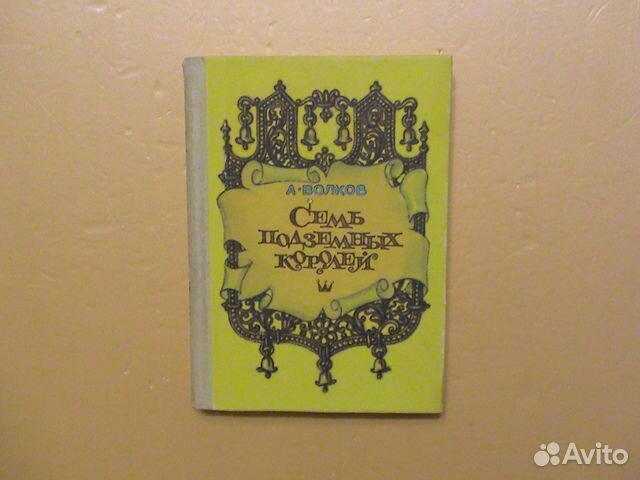 А. ВОЛКОВ
СЕМЬ
ПОДЗЕМНЫХ
КОРОЛЕЙ
Avito